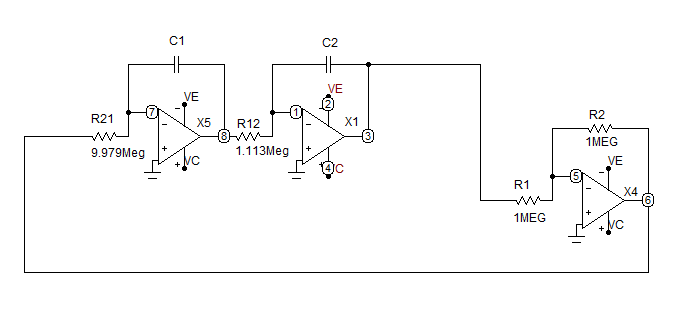 C1
C2
VE
R21
7
X5
8
R12
9.979Meg
VC
1.113Meg
VE
2
1
X1
3
4
C
R2
1MEG
VE
R1
5
X4
6
1MEG
VC